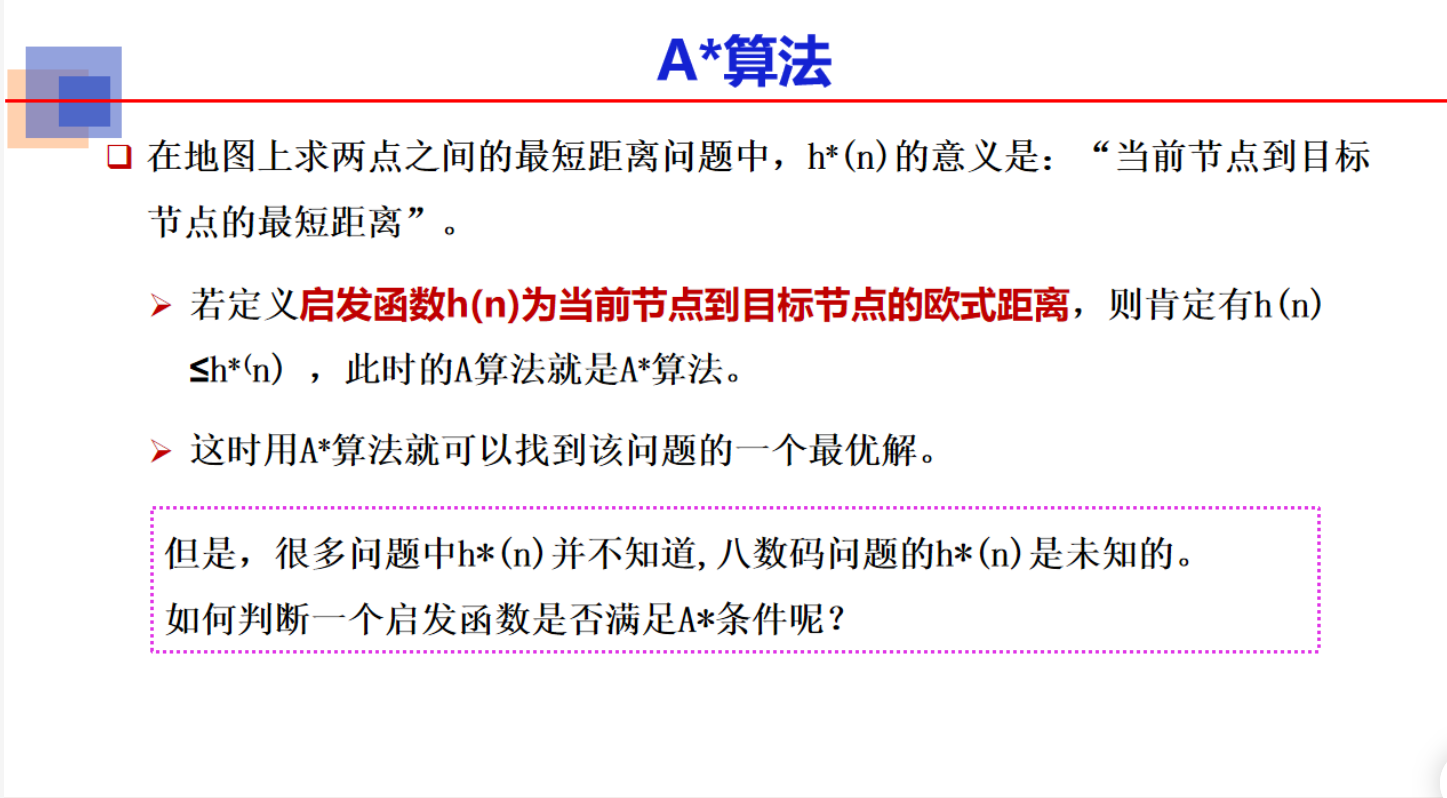 A*算法
在地图上求两点之间的最短距离问题中，h*(n)的意义是：“当前节点到目标
节点的最短距离”。
若定义启发函数h(n)为当前节点到目标节点的欧式距离，则肯定有h(n)
≤h*(n) ，此时的A算法就是A*算法。
这时用A*算法就可以找到该问题的一个最优解。
但是，很多问题中h*(n)并不知道,八数码问题的h*(n)是未知的。
如何判断一个启发函数是否满足A*条件呢？